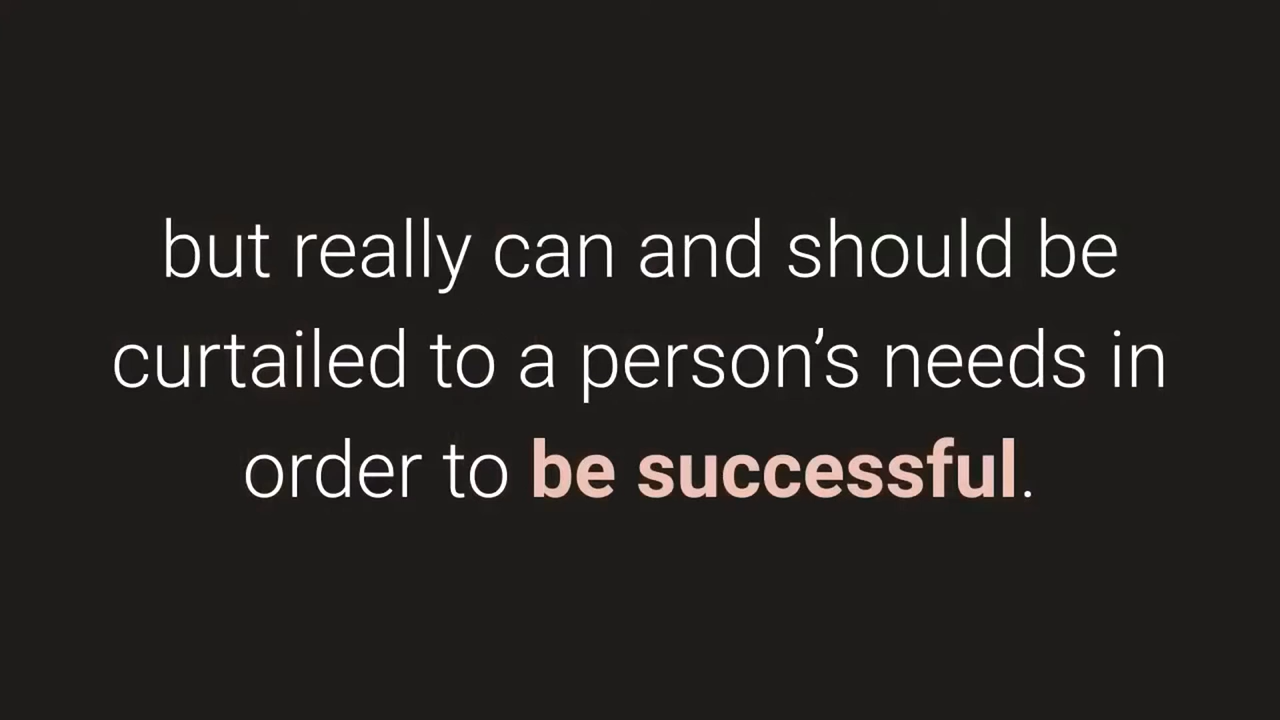 but really can and should be
curtailed to a person’s needs in
order to be successful.